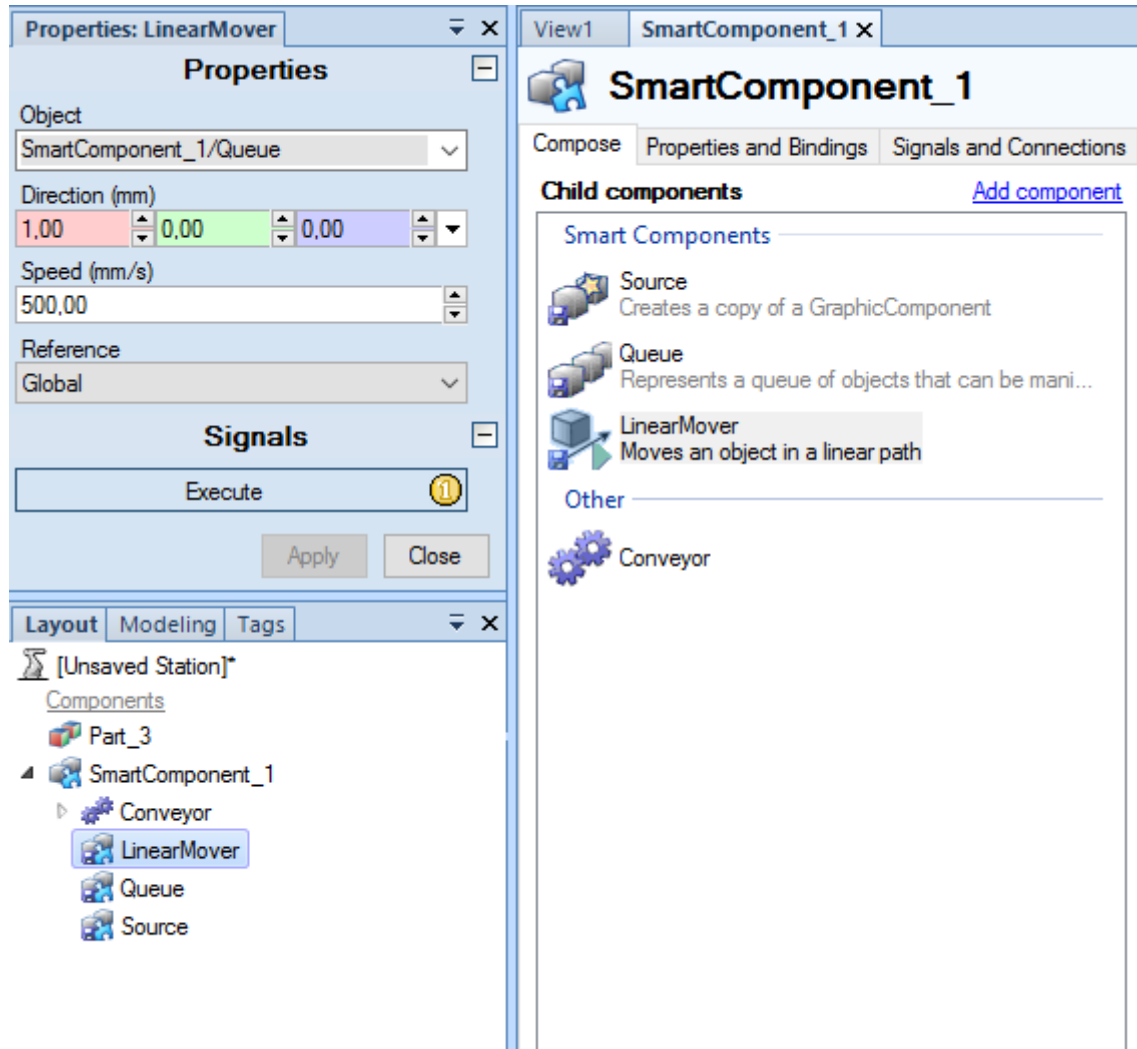 Properties: LinearMover
Properties
Object
SmartComponent_1/Queue
Direction (mm)
1,00 0,00 0,00
Speed (mm/s)
500,00
Reference
Global
Signals
Execute 1
Apply Close
Layout Modeling Tags
[Unsaved Station]*
Components
Part_3
SmartComponent_1
Conveyor
LinearMover
Queue
Source
View1 SmartComponent_1
SmartComponent_1
Compose Properties and Bindings Signals and Connections
Child components Add component
Smart Components
Source
Creates a copy of a GraphicComponent
Queue
Represents a queue of objects that can be mani...
LinearMover
Moves an object in a linear path
Other
Conveyor